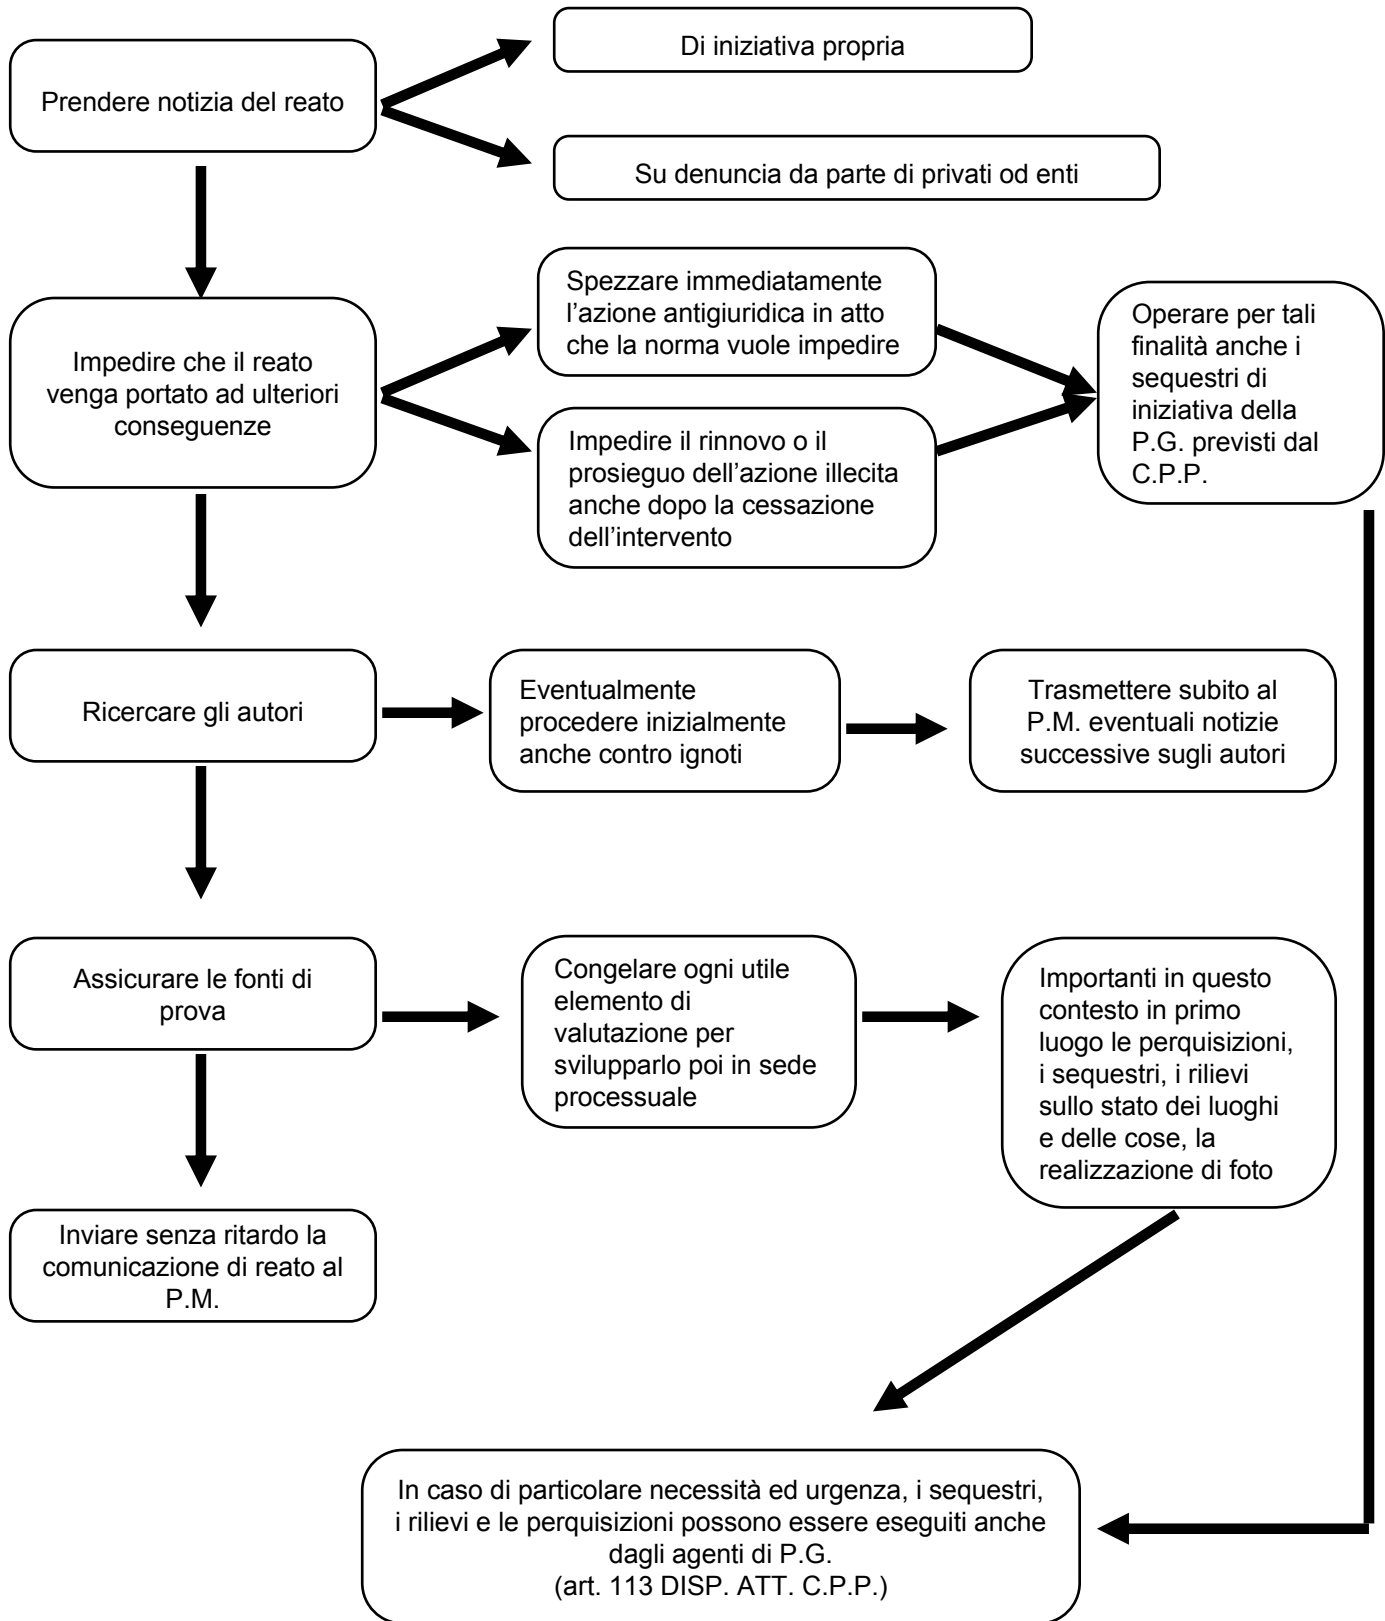 Di iniziativa propria
Prendere notizia del reato
Su denuncia da parte di privati od enti
Spezzare immediatamente
l’azione antigiuridica in atto
che la norma vuole impedire
Operare per tali
finalità anche i
sequestri di
iniziativa della
P.G. previsti dal
C.P.P.
Impedire che il reato
venga portato ad ulteriori
conseguenze
Impedire il rinnovo o il
prosieguo dell’azione illecita
anche dopo la cessazione
dell’intervento
Ricercare gli autori
Eventualmente
procedere inizialmente
anche contro ignoti
Trasmettere subito al
P.M. eventuali notizie
successive sugli autori
Assicurare le fonti di
prova
Congelare ogni utile
elemento di
valutazione per
svilupparlo poi in sede
processuale
Importanti in questo
contesto in primo
luogo le perquisizioni,
i sequestri, i rilievi
sullo stato dei luoghi
e delle cose, la
realizzazione di foto
Inviare senza ritardo la
comunicazione di reato al
P.M.
In caso di particolare necessità ed urgenza, i sequestri,
i rilievi e le perquisizioni possono essere eseguiti anche
dagli agenti di P.G.
(art. 113 DISP. ATT. C.P.P.)